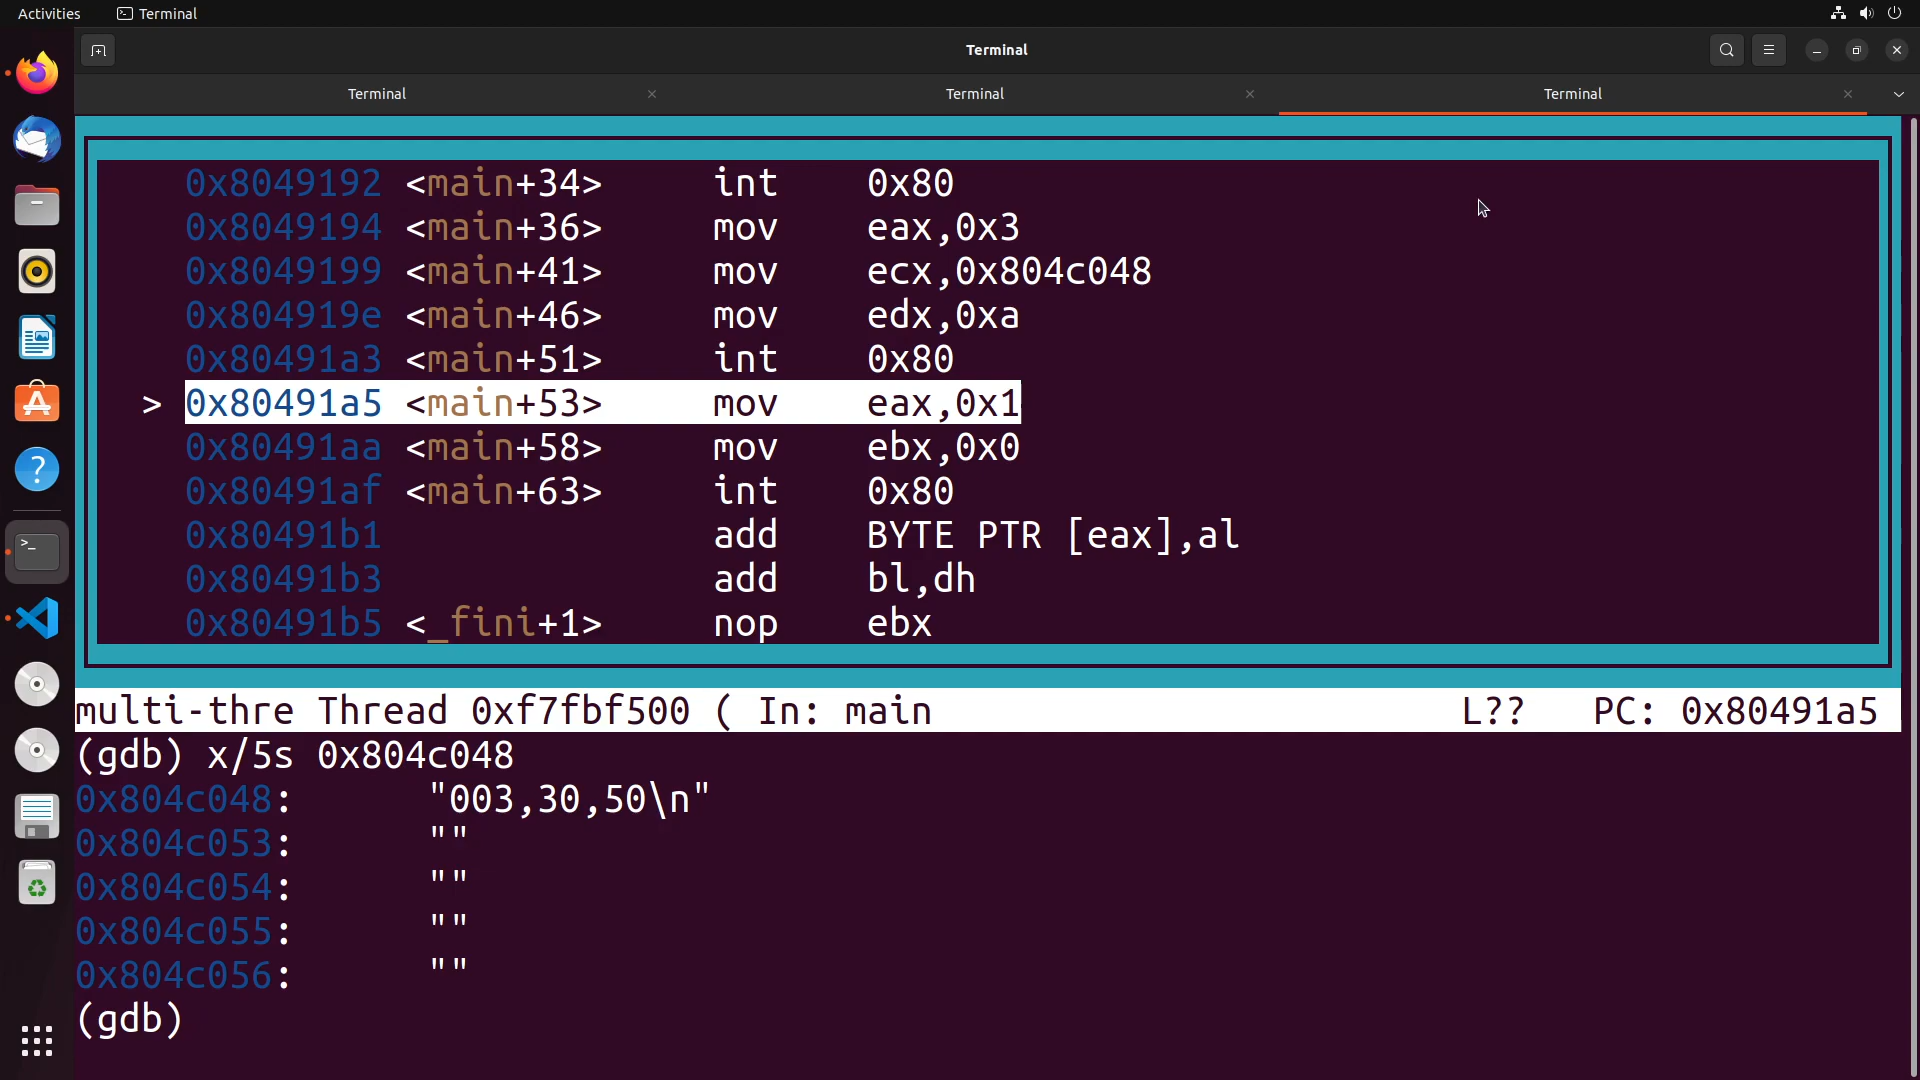 Activities
Terminal
Terminal
Terminal
Terminal
Terminal
0x8049192 <main+34> int 0x80
0x8049194 <main+36> mov eax,0x3
0x8049199 <main+41> mov ecx,0x804c048
0x804919e <main+46> mov edx,0xa
0x80491a3 <main+51> int 0x80
> 0x80491a5 <main+53> mov eax,0x1
0x80491aa <main+58> mov ebx,0x0
0x80491af <main+63> int 0x80
0x80491b1 add BYTE PTR [eax],al
0x80491b3 add bl,dh
0x80491b5 <_fini+1> nop ebx
multi-thre Thread 0xf7fbf500 ( In: main L?? PC: 0x80491a5
(gdb) x/5s 0x804c048
0x804c048: "003,30,50\n"
0x804c053: ""
0x804c054: ""
0x804c055: ""
0x804c056: ""
(gdb)